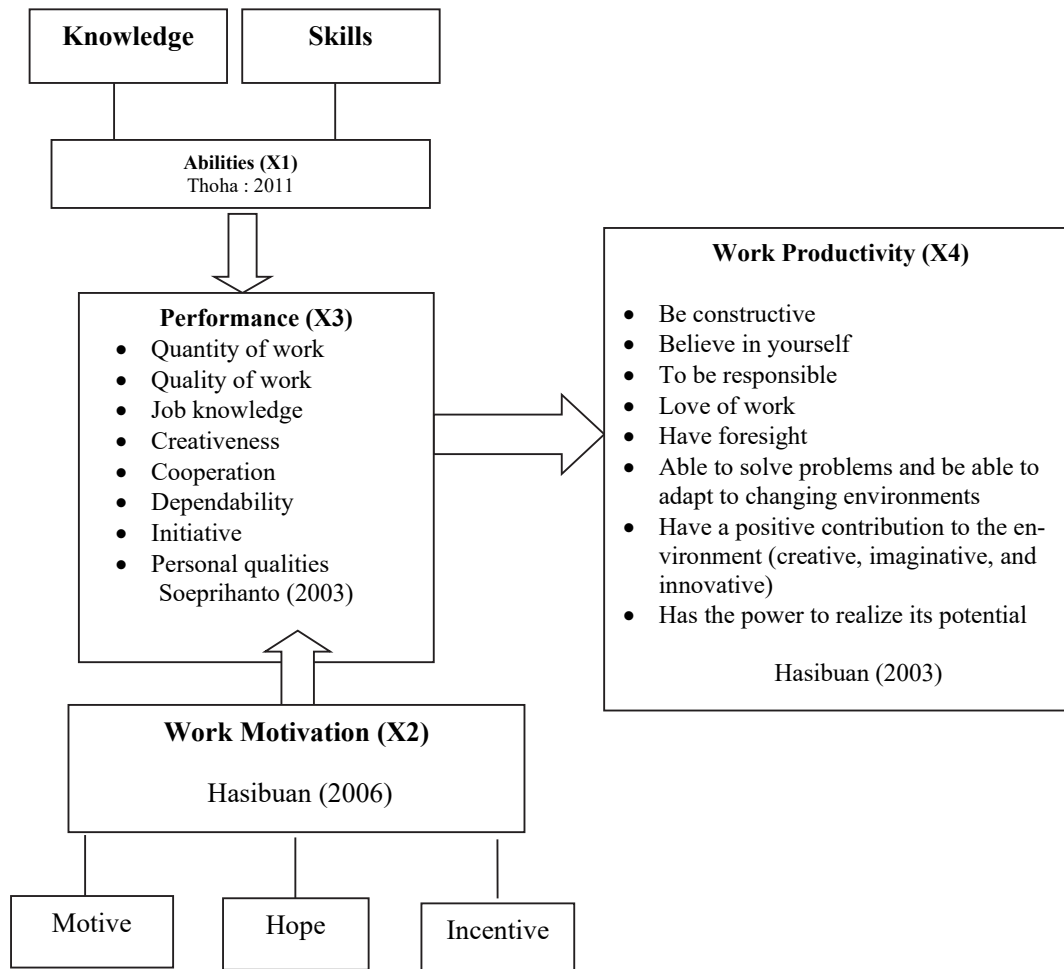 Knowledge
Skills
Abilities (X1)
Thoha : 2011
Performance (X3)
• Quantity of work
• Quality of work
• Job knowledge
• Creativeness
• Cooperation
• Dependability
• Initiative
• Personal qualities
Soeprihanto (2003)
Work Productivity (X4)
• Be constructive
• Believe in yourself
• To be responsible
• Love of work
• Have foresight
• Able to solve problems and be able to
adapt to changing environments
• Have a positive contribution to the en-
vironment (creative, imaginative, and
innovative)
• Has the power to realize its potential
Hasibuan (2003)
Work Motivation (X2)
Hasibuan (2006)
Motive
Hope
Incentive